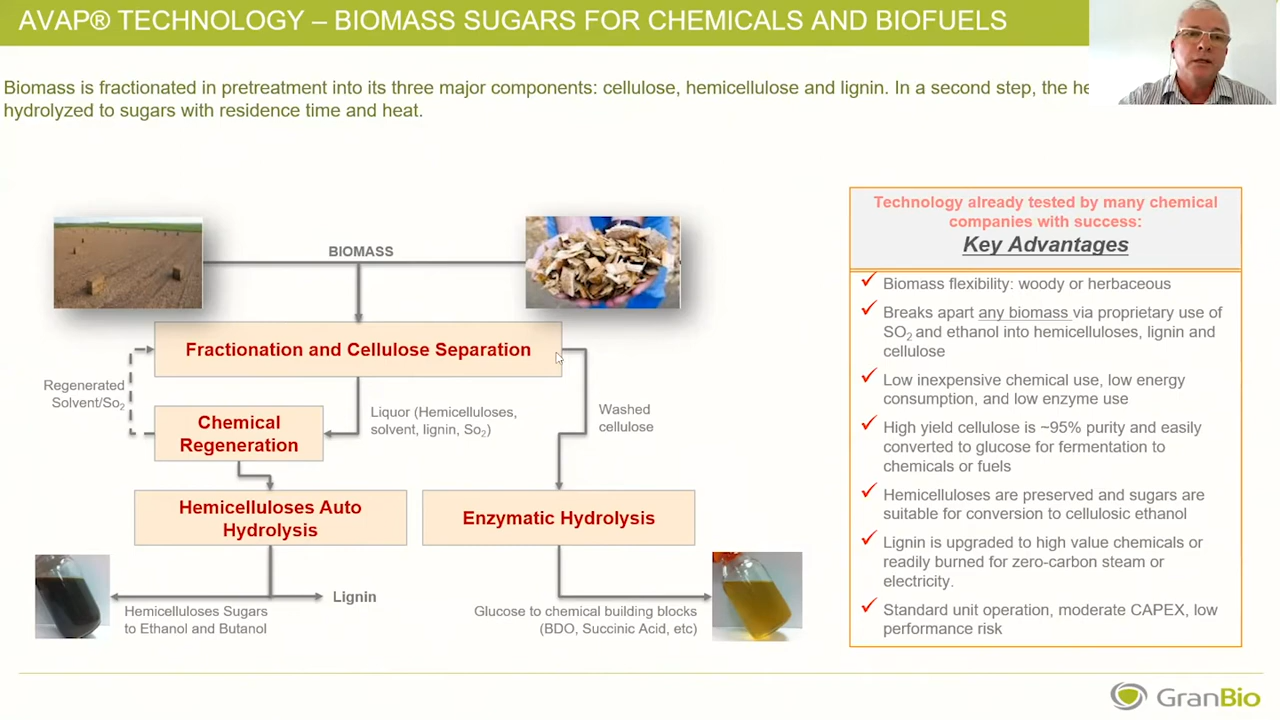 AVAP® TECHNOLOGY – BIOMASS SUGARS FOR CHEMICALS AND BIOFUELS
Biomass is fractionated in pretreatment into its three major components: cellulose, hemicellulose and lignin. In a second step, the
hydrolyzed to sugars with residence time and heat.
BIOMASS
Fractionation and Cellulose Separation
Regenerated
Solvent/So2
Chemical
Regeneration
Liquor (Hemicelluloses,
solvent, lignin, So2)
Washed
cellulose
Hemicelluloses Auto
Hydrolysis
Enzymatic Hydrolysis
Lignin
Hemicelluloses Sugars
to Ethanol and Butanol
Glucose to chemical building blocks
(BDO, Succinic Acid, etc)
Technology already tested by many chemical
companies with success:
Key Advantages
Biomass flexibility: woody or herbaceous
Breaks apart any biomass via proprietary use of
SO2 and ethanol into hemicelluloses, lignin and
cellulose
Low inexpensive chemical use, low energy
consumption, and low enzyme use
High yield cellulose is ~95% purity and easily
converted to glucose for fermentation to
chemicals or fuels
Hemicelluloses are preserved and sugars are
suitable for conversion to cellulosic ethanol
Lignin is upgraded to high value chemicals or
readily burned for zero-carbon steam or
electricity.
Standard unit operation, moderate CAPEX, low
performance risk
GranBio